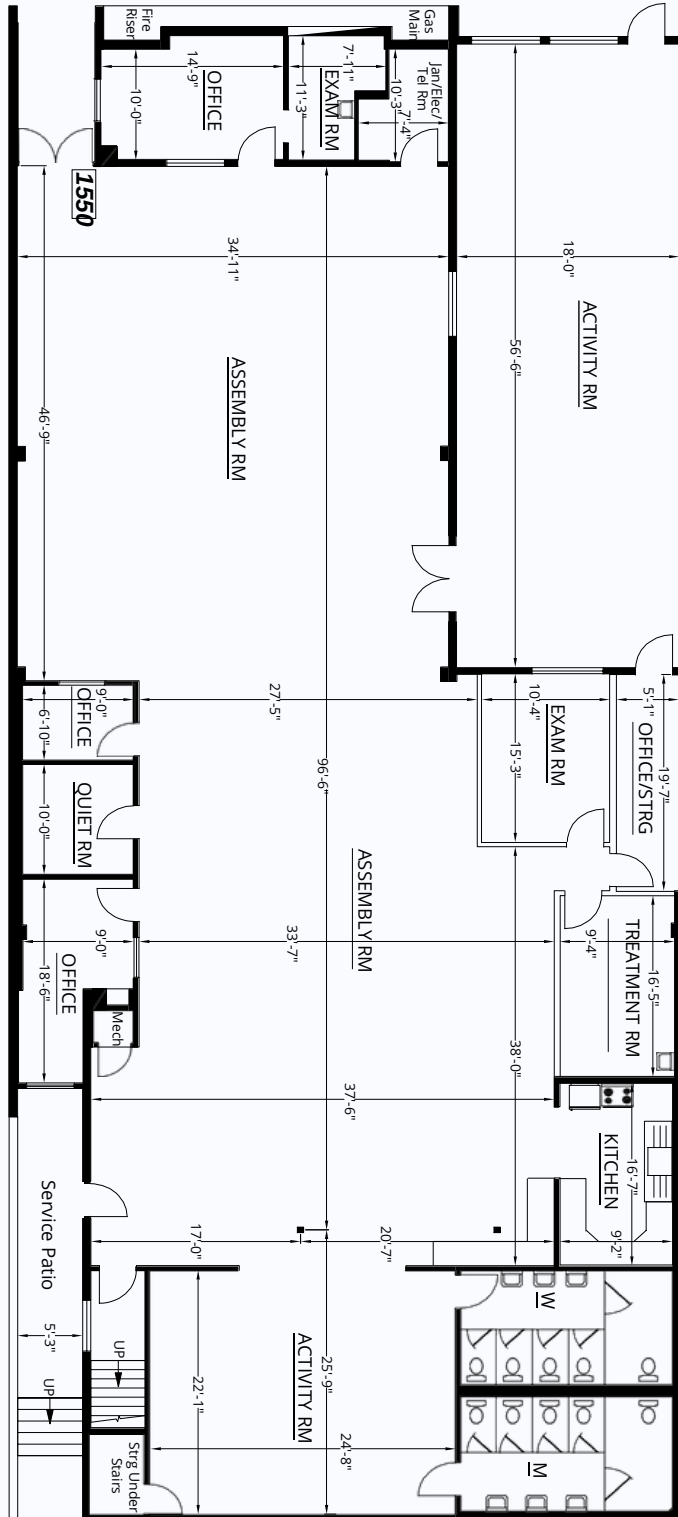 Fire
Riser
Gas
Main
OFFICE
14'-9"
10'-0"
7'-11"
EXAM RM
11'-3"
Jan/Elec/
Tel Rm
10'-3"
7'-4"
1550
34'-11"
18'-0"
ACTIVITY RM
56'-6"
ASSEMBLY RM
46'-9"
OFFICE
9'-0"
6'-10"
27'-5"
96'-6"
10'-4"
EXAM RM
15'-3"
5'-1"
OFFICE/STRG
19'-7"
QUIET RM
10'-0"
ASSEMBLY RM
33'-7"
OFFICE
9'-0"
18'-6"
Mech
TREATMENT RM
9'-4"
16'-5"
38'-0"
37'-6"
KITCHEN
16'-7"
9'-2"
Service Patio
5'-3"
17'-0"
20'-7"
W
UP
UP
22'-1"
ACTIVITY RM
25'-9"
24'-8"
Strg Under
Stairs
M